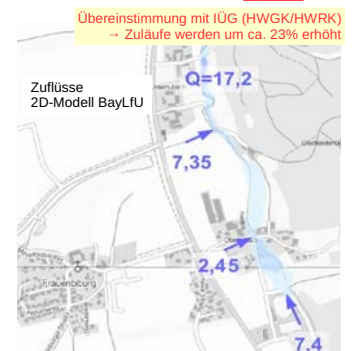 Übereinstimmung mit IÜG (HWGK/HWRK)
→ Zuläufe werden um ca. 23% erhöht
Zuflüsse
2D-Modell BayLfU
Q=17,2
7,35
2,45
Frauenbiburg
7,4